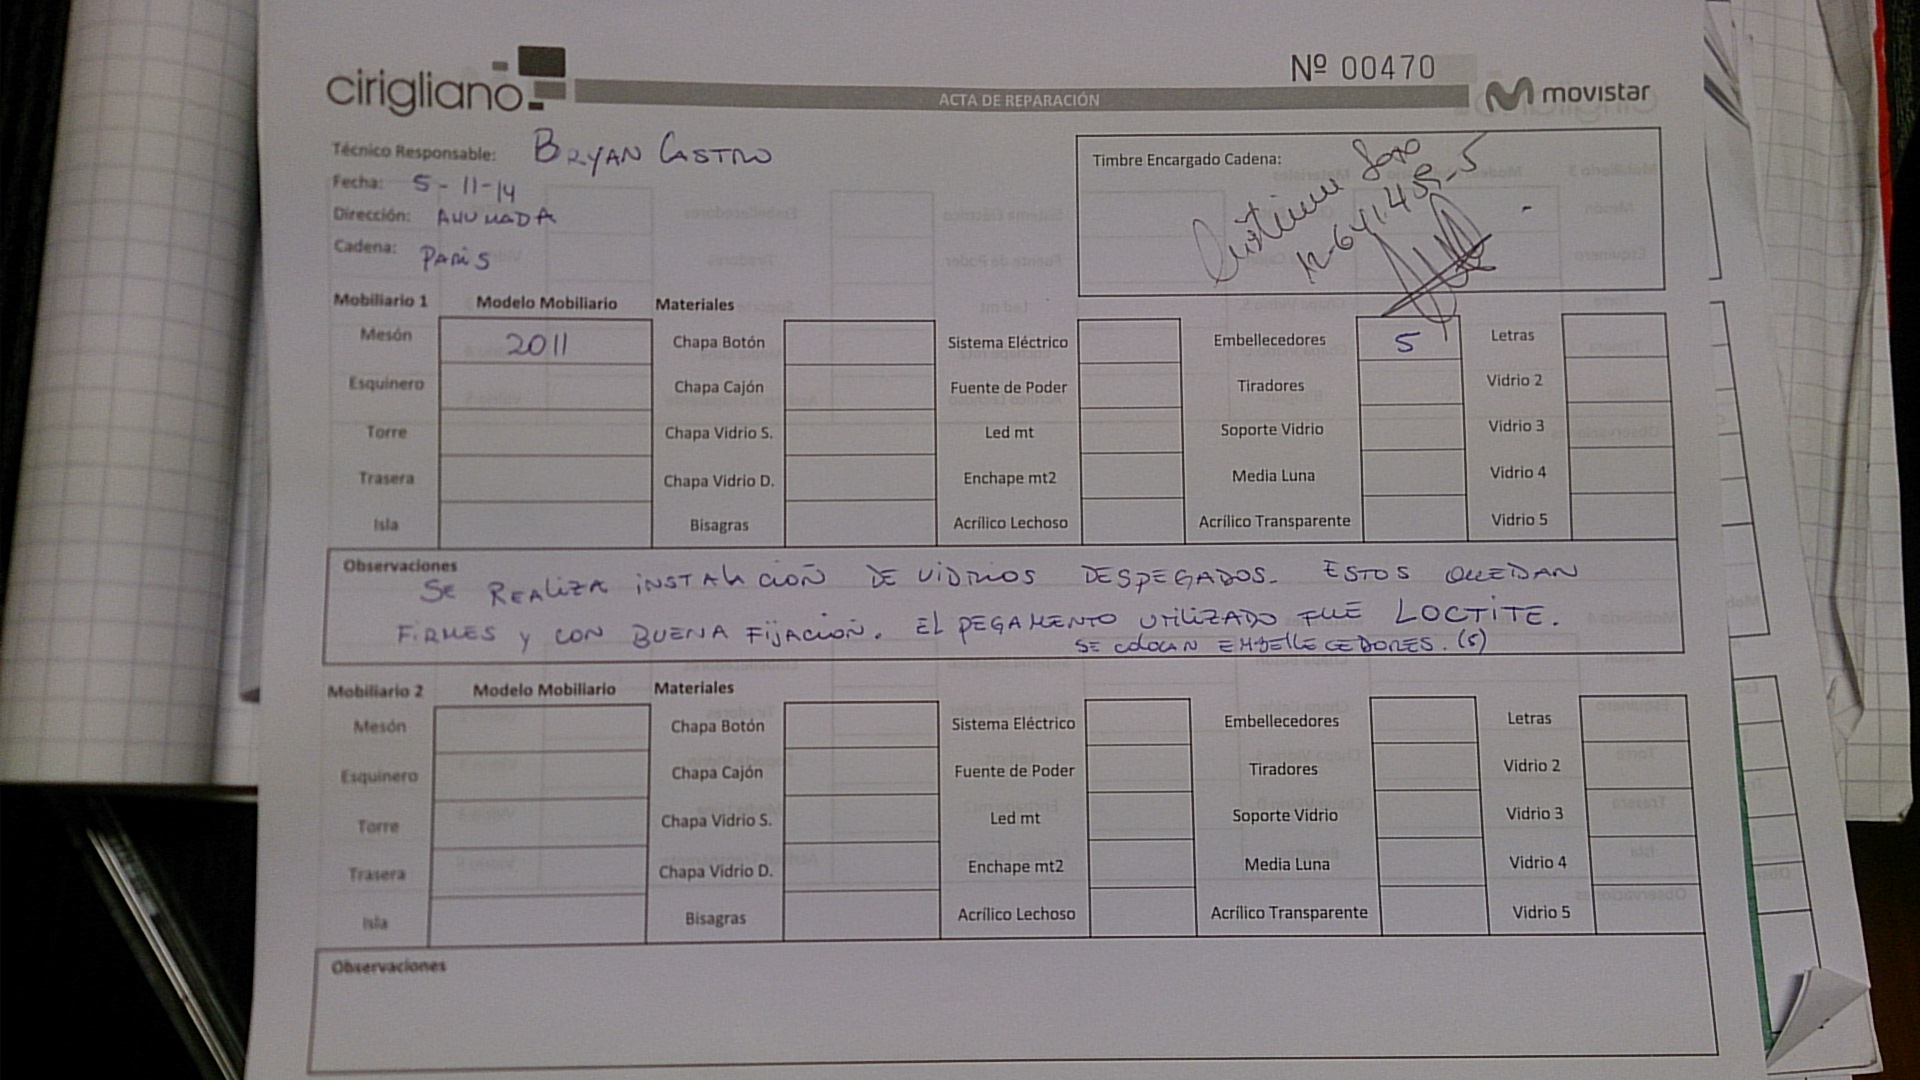 Nº 00470
cirigliano
ACTA DE REPARACIÓN
M movistar
Técnico Responsable: BRYAN CASTRO
Fecha: 5-11-14
Dirección: AHUMADA
Cadena: PARIS
Timbre Encargado Cadena:
Mobiliario 1 Modelo Mobiliario Materiales
Mesón 2011 Chapa Botón Sistema Eléctrico Embellecedores 5 Letras
Esquinero Chapa Cajón Fuente de Poder Tiradores Vidrio 2
Torre Chapa Vidrio S. Led mt Soporte Vidrio Vidrio 3
Trasera Chapa Vidrio D. Enchape mt2 Media Luna Vidrio 4
Isla Bisagras Acrílico Lechoso Acrílico Transparente Vidrio 5
Observaciones
SE REALIZA INSTALACIÓN DE VIDRIOS DESPEGADOS. ESTOS QUEDAN
FIRMES Y CON BUENA FIJACIÓN. EL PEGAMENTO UTILIZADO FUE LOCTITE.
SE COLOCAN EMBELLECEDORES. (5)
Mobiliario 2 Modelo Mobiliario Materiales
Mesón Chapa Botón Sistema Eléctrico Embellecedores Letras
Esquinero Chapa Cajón Fuente de Poder Tiradores Vidrio 2
Torre Chapa Vidrio S. Led mt Soporte Vidrio Vidrio 3
Trasera Chapa Vidrio D. Enchape mt2 Media Luna Vidrio 4
Isla Bisagras Acrílico Lechoso Acrílico Transparente Vidrio 5
Observaciones